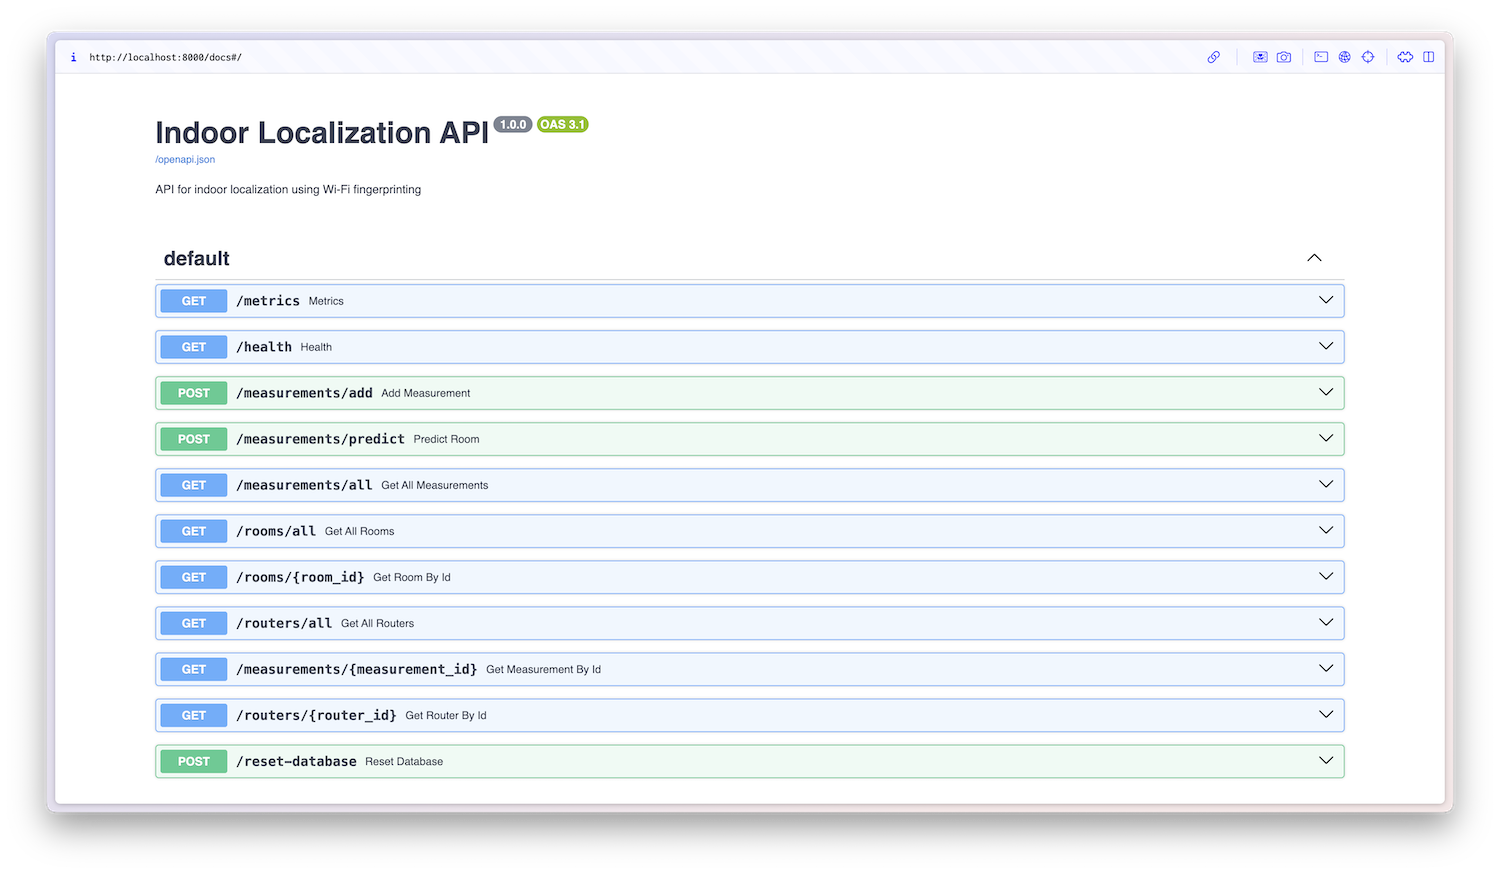 i http://localhost:8000/docs#/
Indoor Localization API 1.0.0 OAS 3.1
/openapi.json
API for indoor localization using Wi-Fi fingerprinting
default
GET /metrics Metrics
GET /health Health
POST /measurements/add Add Measurement
POST /measurements/predict Predict Room
GET /measurements/all Get All Measurements
GET /rooms/all Get All Rooms
GET /rooms/{room_id} Get Room By Id
GET /routers/all Get All Routers
GET /measurements/{measurement_id} Get Measurement By Id
GET /routers/{router_id} Get Router By Id
POST /reset-database Reset Database